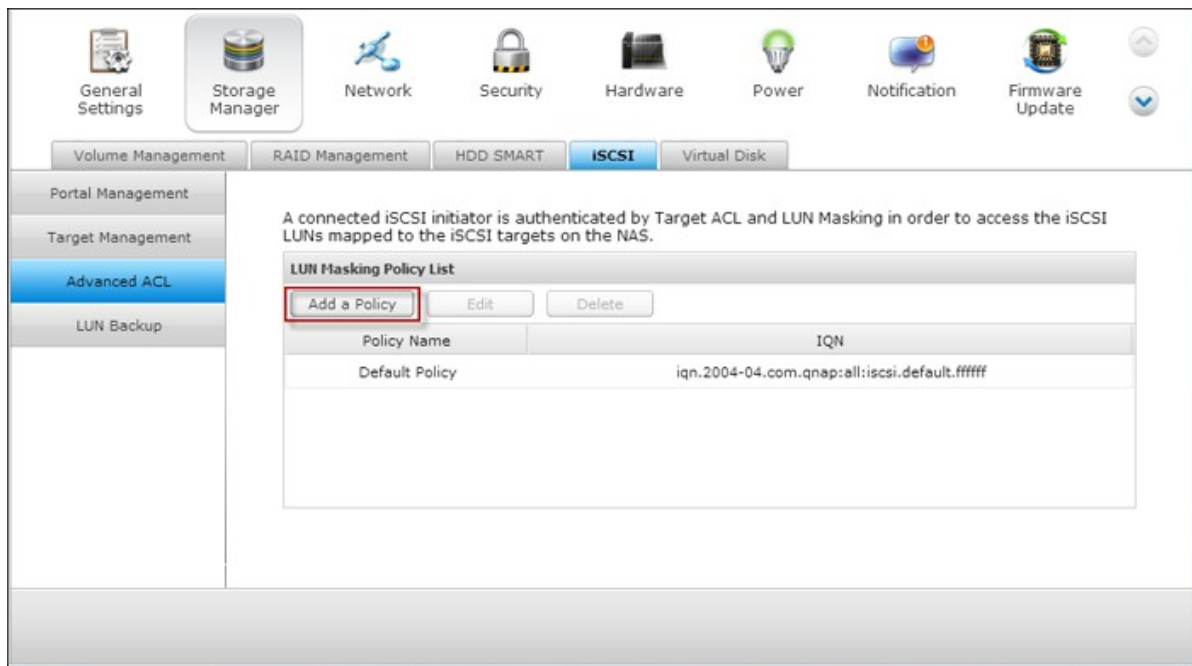 General Settings
Storage Manager
Network
Security
Hardware
Power
Notification
Firmware Update
Volume Management
RAID Management
HDD SMART
iSCSI
Virtual Disk
Portal Management
Target Management
Advanced ACL
LUN Backup
A connected iSCSI initiator is authenticated by Target ACL and LUN Masking in order to access the iSCSI
LUNs mapped to the iSCSI targets on the NAS.
LUN Masking Policy List
Add a Policy
Edit
Delete
Policy Name
IQN
Default Policy
iqn.2004-04.com.qnap:all:iscsi.default.ffffff